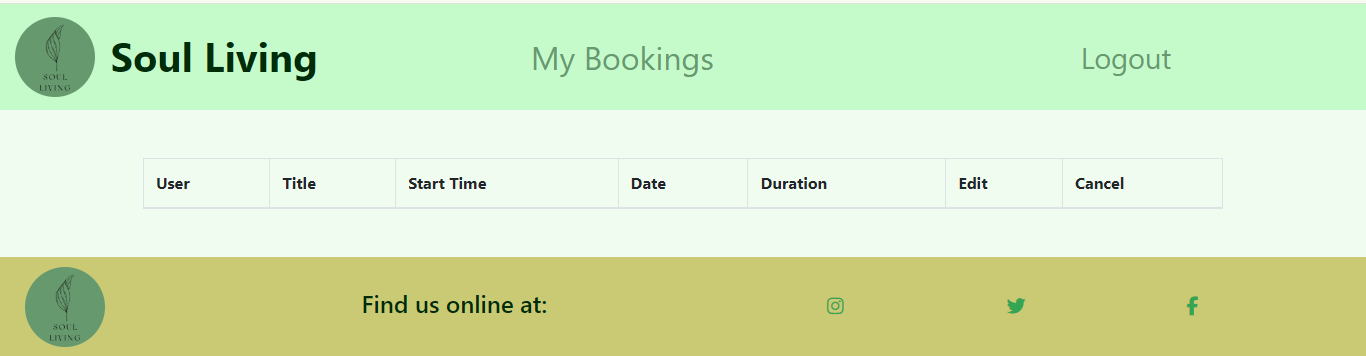 SOUL
LIVING
Soul Living
My Bookings
Logout
User Title Start Time Date Duration Edit Cancel
SOUL
LIVING
Find us online at: